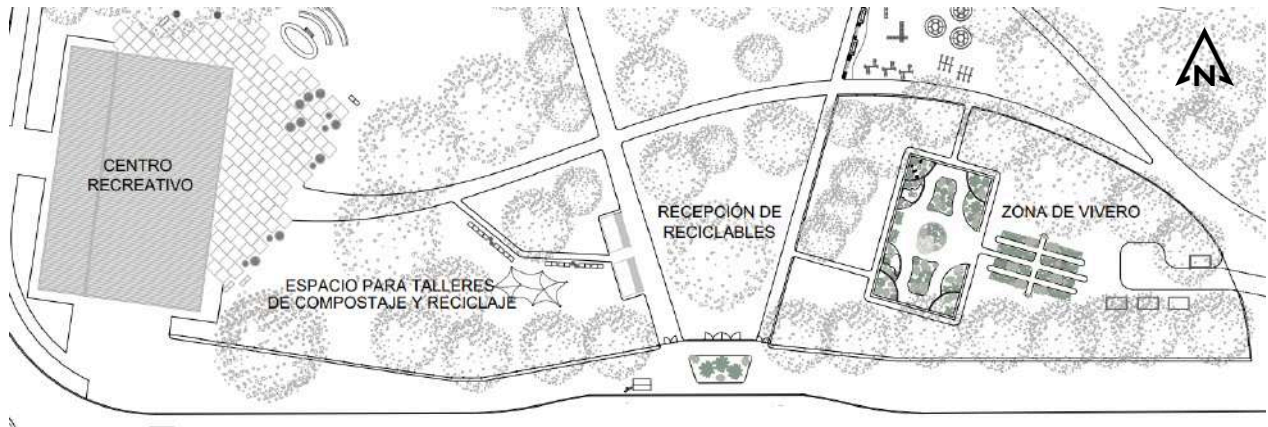 N
CENTRO
RECREATIVO
RECEPCIÓN DE
RECICLABLES
ZONA DE VIVERO
ESPACIO PARA TALLERES
DE COMPOSTAJE Y RECICLAJE